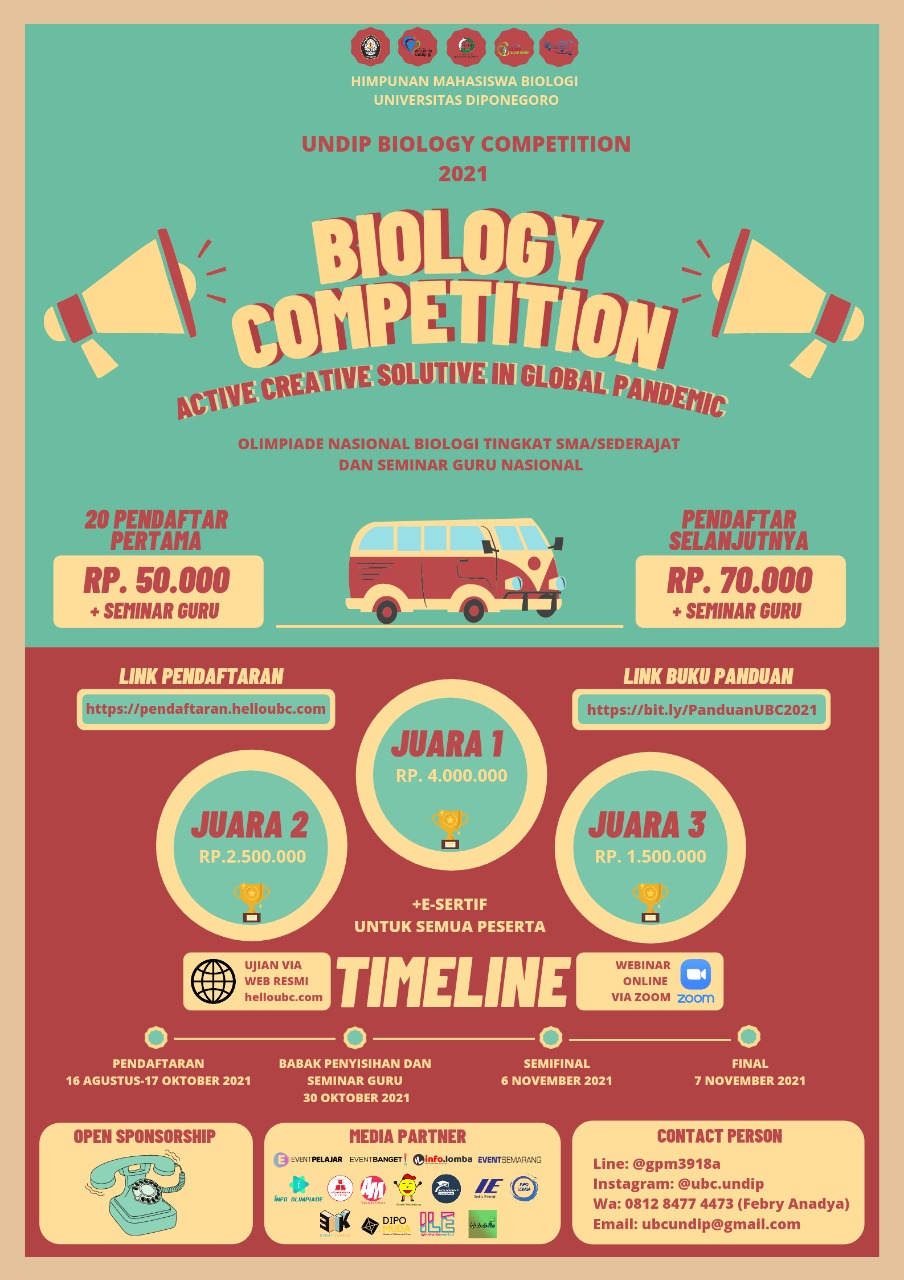 HIMPUNAN MAHASISWA BIOLOGI
UNIVERSITAS DIPONEGORO
UNDIP BIOLOGY COMPETITION
2021
BIOLOGY
COMPETITION
ACTIVE CREATIVE SOLUTIVE IN GLOBAL PANDEMIC
OLIMPIADE NASIONAL BIOLOGI TINGKAT SMA/SEDERAJAT
DAN SEMINAR GURU NASIONAL
20 PENDAFTAR
PERTAMA
RP. 50.000
+ SEMINAR GURU
PENDAFTAR
SELANJUTNYA
RP. 70.000
+ SEMINAR GURU
LINK PENDAFTARAN
https://pendaftaran.helloubc.com
LINK BUKU PANDUAN
https://bit.ly/PanduanUBC2021
JUARA 1
RP. 4.000.000
JUARA 2
RP.2.500.000
JUARA 3
RP. 1.500.000
+E-SERTIF
UNTUK SEMUA PESERTA
UJIAN VIA
WEB RESMI
helloubc.com
TIMELINE
WEBINAR
ONLINE
VIA ZOOM
zoom
PENDAFTARAN
16 AGUSTUS-17 OKTOBER 2021
BABAK PENYISIHAN DAN
SEMINAR GURU
30 OKTOBER 2021
SEMIFINAL
6 NOVEMBER 2021
FINAL
7 NOVEMBER 2021
OPEN SPONSORSHIP
MEDIA PARTNER
EVENTPELAJAR EVENTBANGET! info.lomba EVENTSEMARANG
INFO OLIMPIADE
AM
IE
DIPO
MUDA
ILE
CONTACT PERSON
Line: @gpm3918a
Instagram: @ubc.undip
Wa: 0812 8477 4473 (Febry Anadya)
Email: ubcundip@gmail.com